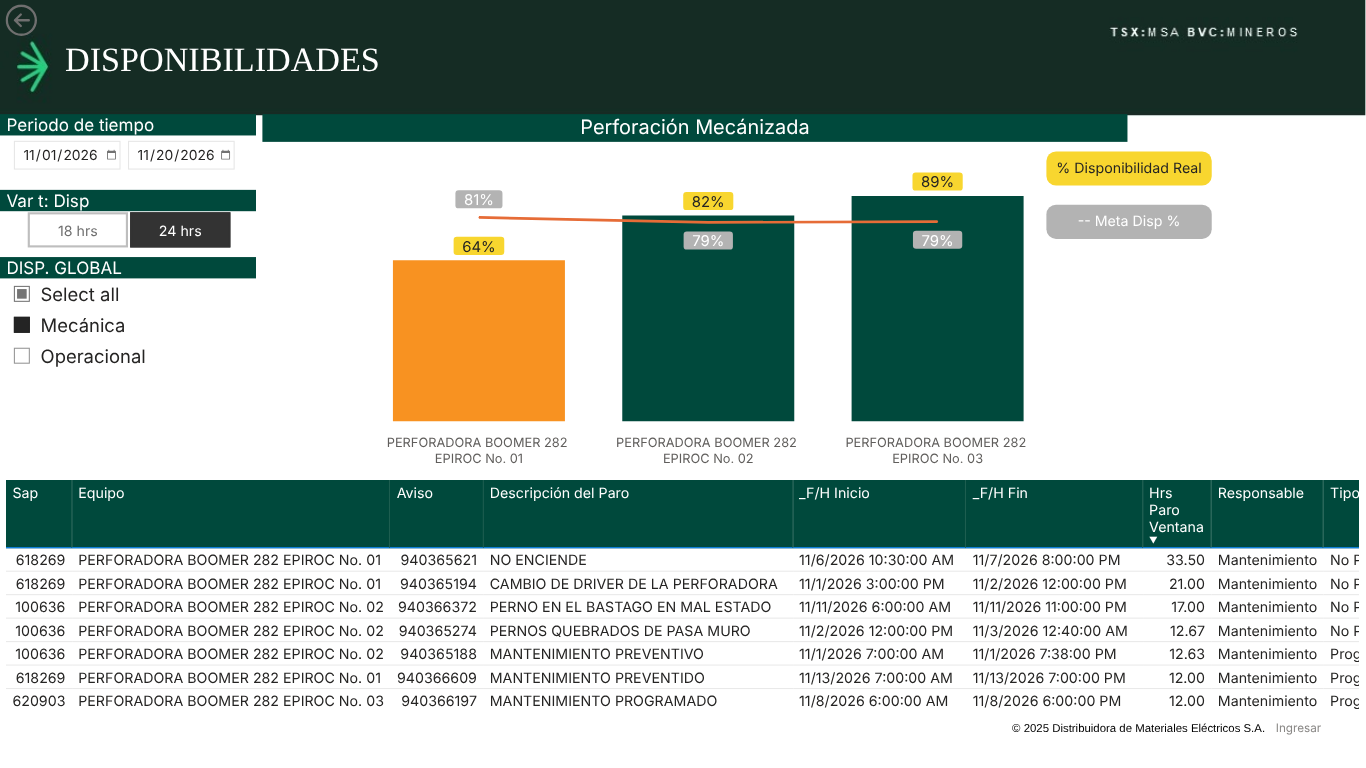 DISPONIBILIDADES
TSX:MSA BVC:MINEROS
Periodo de tiempo
11/01/2026 11/20/2026
Var t: Disp
18 hrs 24 hrs
DISP. GLOBAL
Select all
Mecánica
Operacional
Perforación Mecánizada
% Disponibilidad Real
-- Meta Disp %
81% 82% 89%
64% 79% 79%
PERFORADORA BOOMER 282 EPIROC No. 01
PERFORADORA BOOMER 282 EPIROC No. 02
PERFORADORA BOOMER 282 EPIROC No. 03
Sap Equipo Aviso Descripción del Paro _F/H Inicio _F/H Fin Hrs Paro Ventana Responsable Tipo
618269 PERFORADORA BOOMER 282 EPIROC No. 01 940365621 NO ENCIENDE 11/6/2026 10:30:00 AM 11/7/2026 8:00:00 PM 33.50 Mantenimiento No P
618269 PERFORADORA BOOMER 282 EPIROC No. 01 940365194 CAMBIO DE DRIVER DE LA PERFORADORA 11/1/2026 3:00:00 PM 11/2/2026 12:00:00 PM 21.00 Mantenimiento No P
100636 PERFORADORA BOOMER 282 EPIROC No. 02 940366372 PERNO EN EL BASTAGO EN MAL ESTADO 11/11/2026 6:00:00 AM 11/11/2026 11:00:00 PM 17.00 Mantenimiento No P
100636 PERFORADORA BOOMER 282 EPIROC No. 02 940365274 PERNOS QUEBRADOS DE PASA MURO 11/2/2026 12:00:00 PM 11/3/2026 12:40:00 AM 12.67 Mantenimiento No P
100636 PERFORADORA BOOMER 282 EPIROC No. 02 940365188 MANTENIMIENTO PREVENTIVO 11/1/2026 7:00:00 AM 11/1/2026 7:38:00 PM 12.63 Mantenimiento Prog
618269 PERFORADORA BOOMER 282 EPIROC No. 01 940366609 MANTENIMIENTO PREVENTIDO 11/13/2026 7:00:00 AM 11/13/2026 7:00:00 PM 12.00 Mantenimiento Prog
620903 PERFORADORA BOOMER 282 EPIROC No. 03 940366197 MANTENIMIENTO PROGRAMADO 11/8/2026 6:00:00 AM 11/8/2026 6:00:00 PM 12.00 Mantenimiento Prog
© 2025 Distribuidora de Materiales Eléctricos S.A. Ingresar